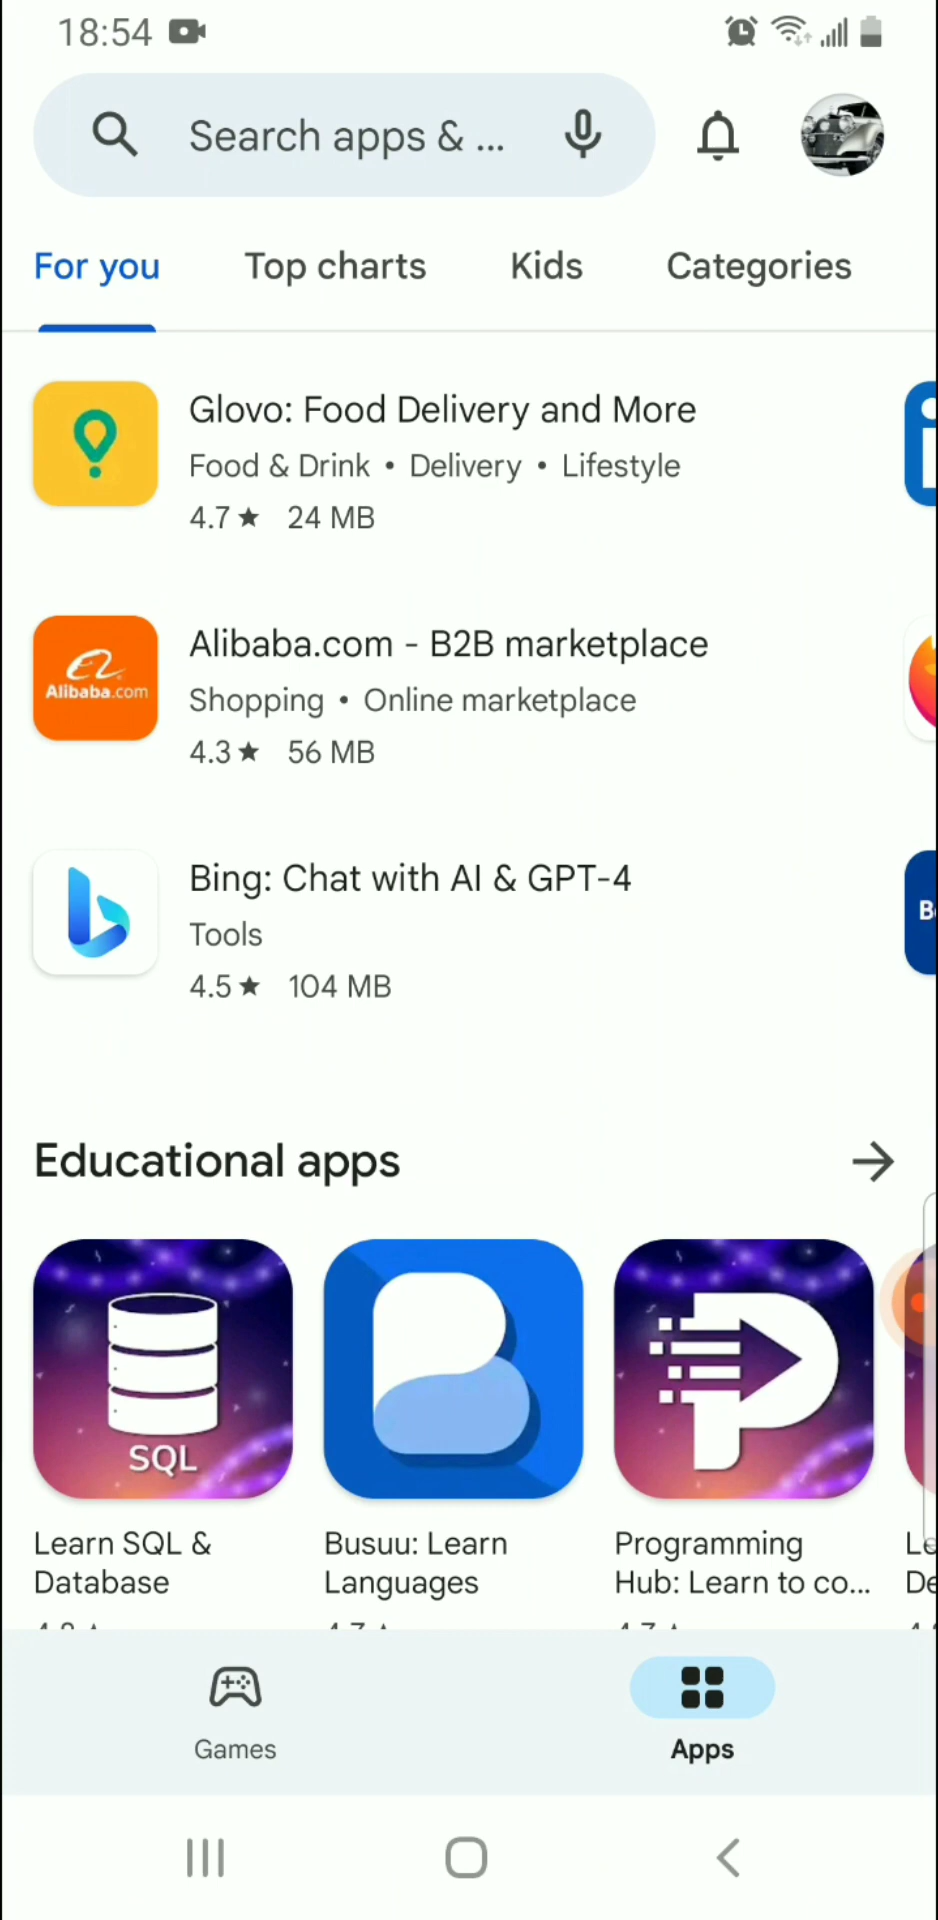 18:54
Search apps & ...
For you
Top charts
Kids
Categories
Glovo: Food Delivery and More
Food & Drink • Delivery • Lifestyle
4.7 ★ 24 MB
Alibaba.com
Alibaba.com - B2B marketplace
Shopping • Online marketplace
4.3 ★ 56 MB
Bing: Chat with AI & GPT-4
Tools
4.5 ★ 104 MB
Educational apps
SQL
Learn SQL &
Database
Busuu: Learn
Languages
Programming
Hub: Learn to co...
Games
Apps